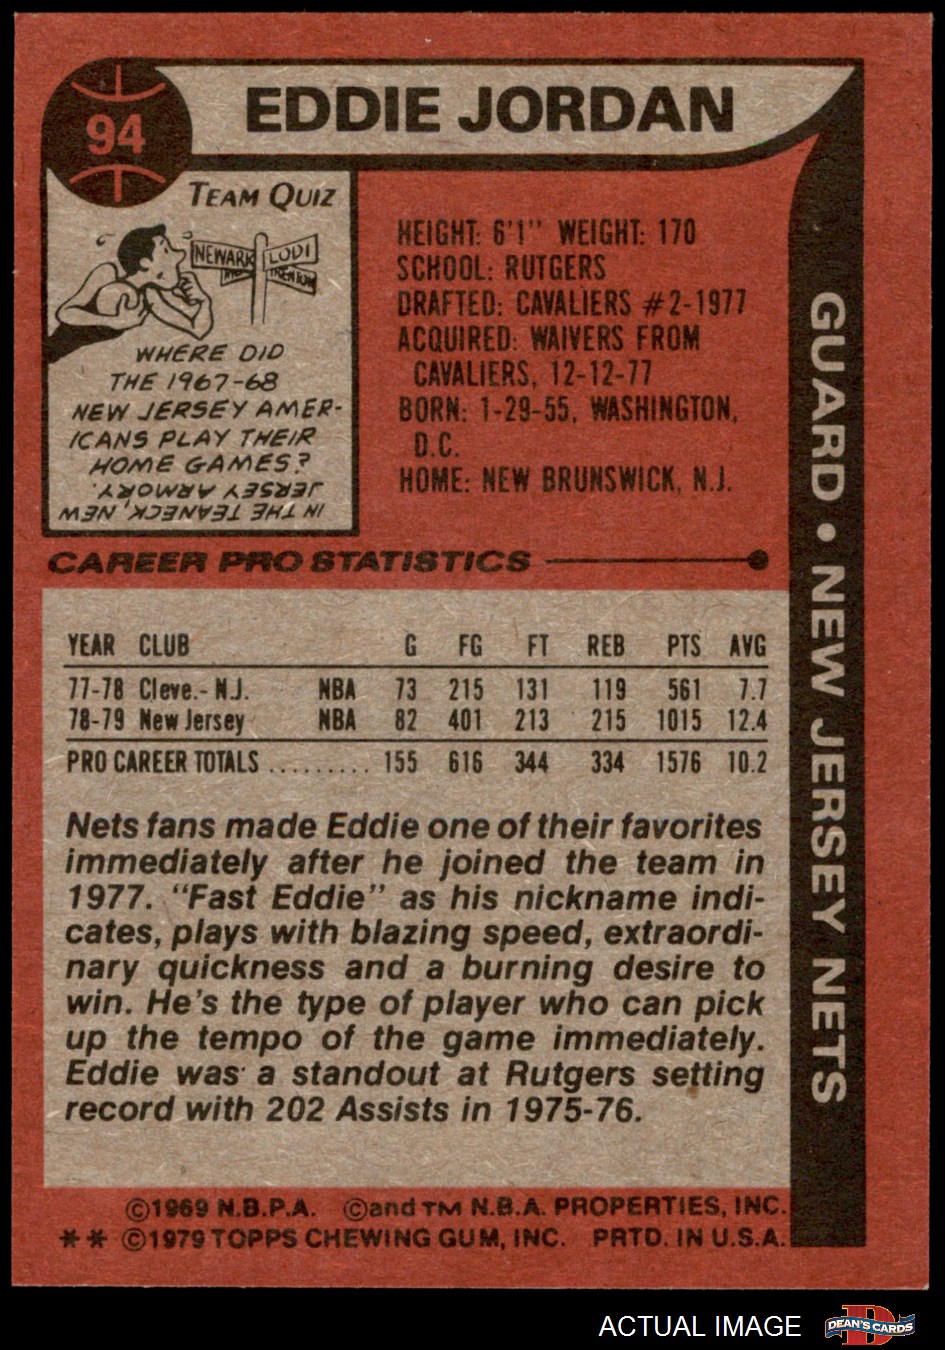 94
EDDIE JORDAN
TEAM QUIZ
NEWARK
LODI
TRENTON
WHERE DID
THE 1967-68
NEW JERSEY AMER-
ICANS PLAY THEIR
HOME GAMES?
IN THE TEANECK, NEW
JERSEY ARMORY.
HEIGHT: 6'1" WEIGHT: 170
SCHOOL: RUTGERS
DRAFTED: CAVALIERS #2-1977
ACQUIRED: WAIVERS FROM
CAVALIERS, 12-12-77
BORN: 1-29-55, WASHINGTON,
D.C.
HOME: NEW BRUNSWICK, N.J.
GUARD • NEW JERSEY NETS
CAREER PRO STATISTICS
YEAR CLUB G FG FT REB PTS AVG
77-78 Cleve.- N.J. NBA 73 215 131 119 561 7.7
78-79 New Jersey NBA 82 401 213 215 1015 12.4
PRO CAREER TOTALS ......... 155 616 344 334 1576 10.2
Nets fans made Eddie one of their favorites
immediately after he joined the team in
1977. "Fast Eddie" as his nickname indi-
cates, plays with blazing speed, extraordi-
nary quickness and a burning desire to
win. He's the type of player who can pick
up the tempo of the game immediately.
Eddie was a standout at Rutgers setting
record with 202 Assists in 1975-76.
©1969 N.B.P.A. ©and TM N.B.A. PROPERTIES, INC.
** ©1979 TOPPS CHEWING GUM, INC. PRTD. IN U.S.A.
ACTUAL IMAGE
D
DEAN'S CARDS